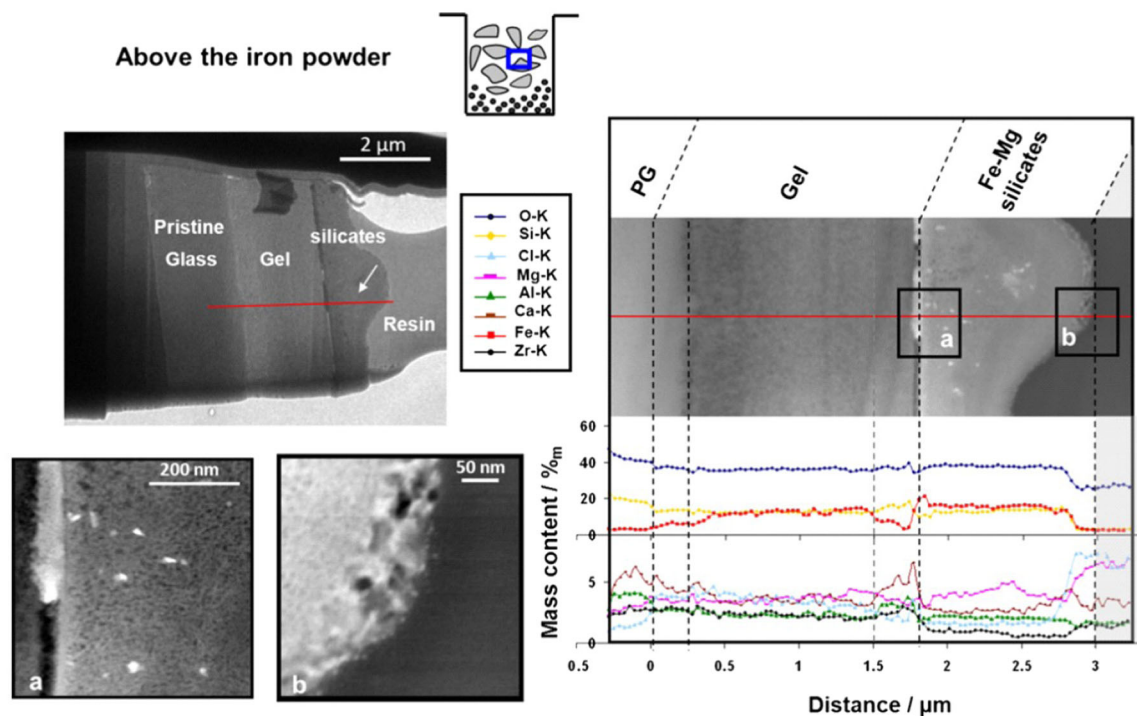 Above the iron powder
2 µm
Pristine
Glass
Gel
silicates
Resin
O-K
Si-K
Cl-K
Mg-K
Al-K
Ca-K
Fe-K
Zr-K
PG
Gel
Fe-Mg
silicates
a
b
200 nm
a
50 nm
b
Mass content / %m
60
40
20
0
5
0
0.5
0
0.5
1
1.5
2
2.5
3
Distance / µm